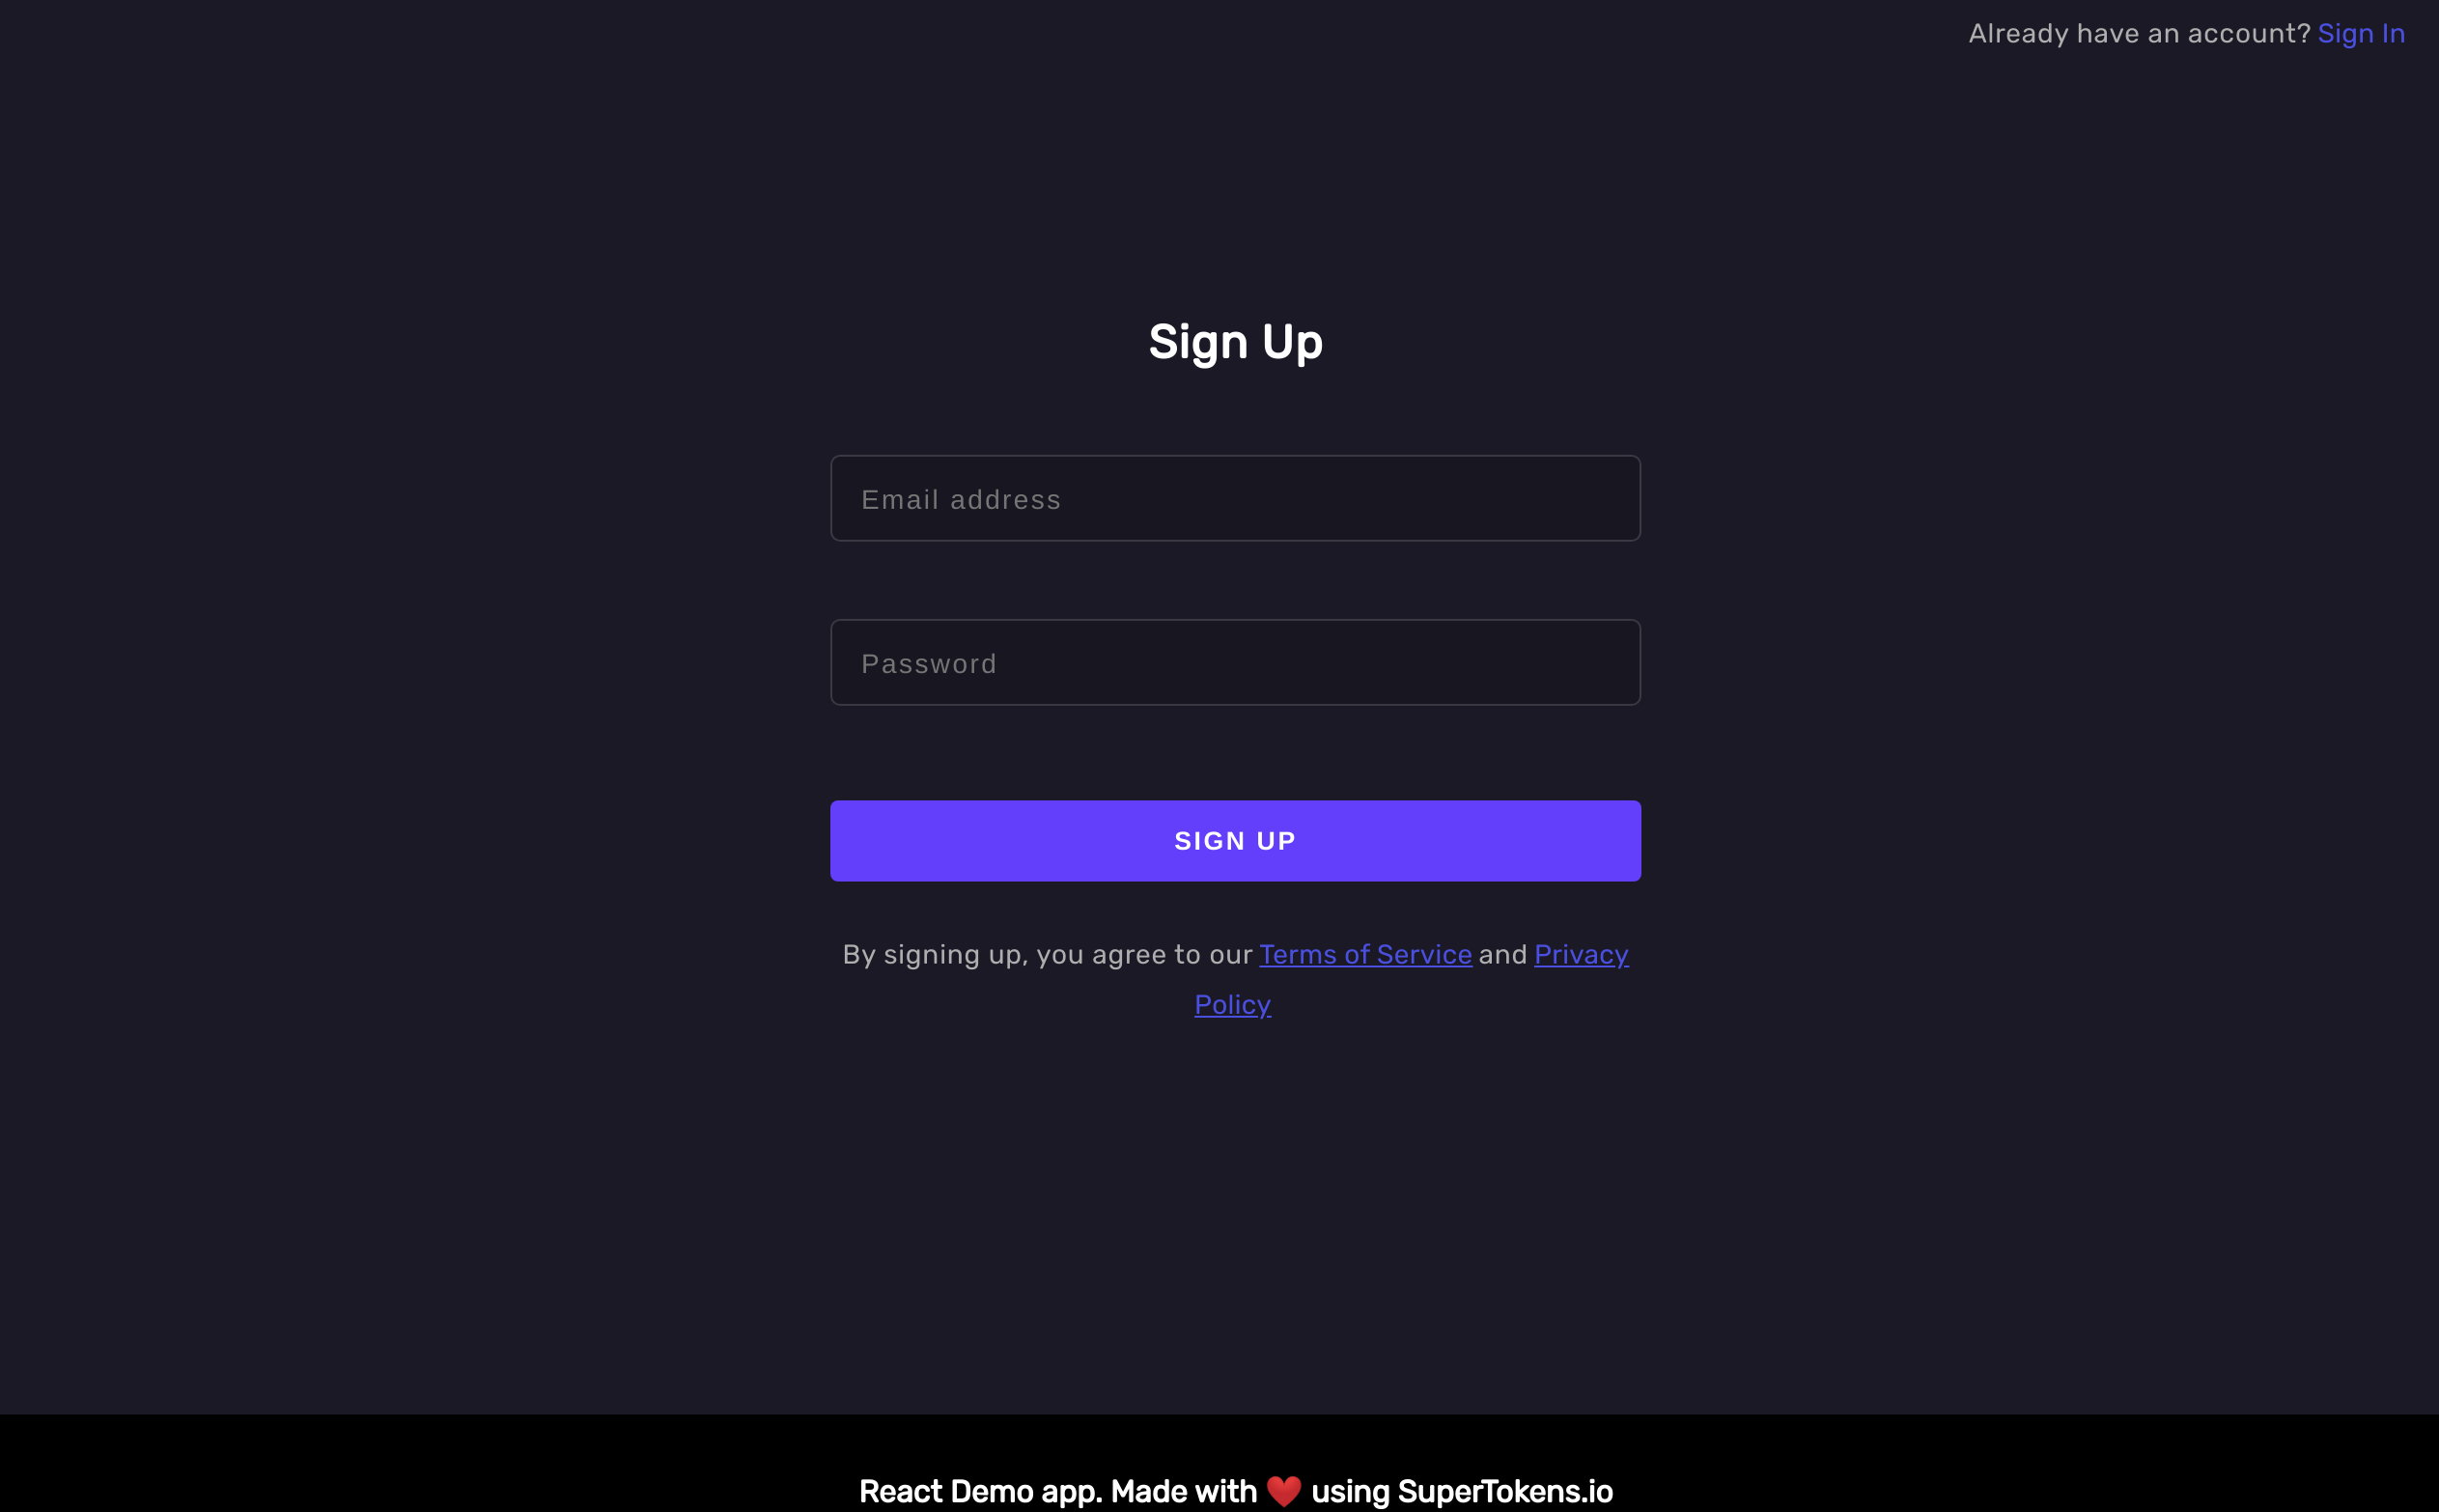 Already have an account? Sign In
Sign Up
Email address
Password
SIGN UP
By signing up, you agree to our Terms of Service and Privacy
Policy
React Demo app. Made with ❤️ using SuperTokens.io